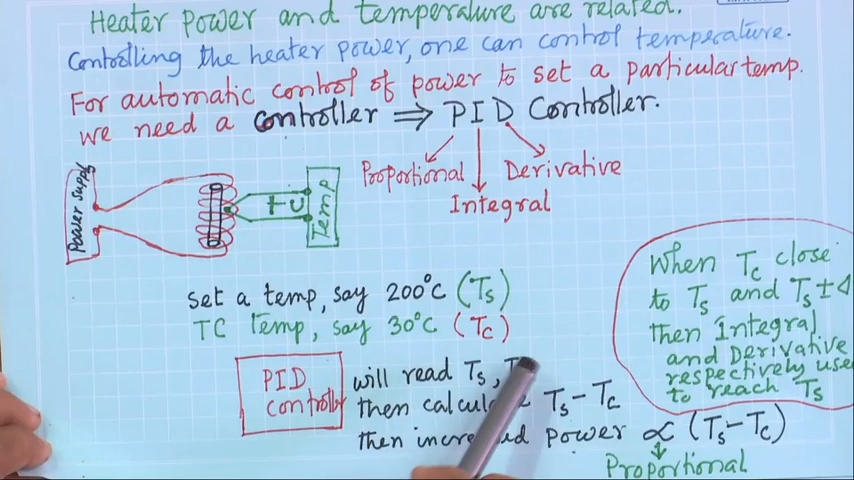 Heater power and temperature are related.
Controlling the heater power, one can control temperature.
For automatic control of power to set a particular temp.
we need a controller ⇒ PID Controller.
Proportional
Integral
Derivative
Power supply
TC
Temp
set a temp, say 200°C (Ts)
TC Temp, say 30°C (Tc)
PID
controller
will read Ts,
then Ts-Tc
then power ∝ (Ts-Tc)
Proportional
When Tc close
to Ts and Ts±Δ
then Integral
and Derivative
respectively
to reach Ts